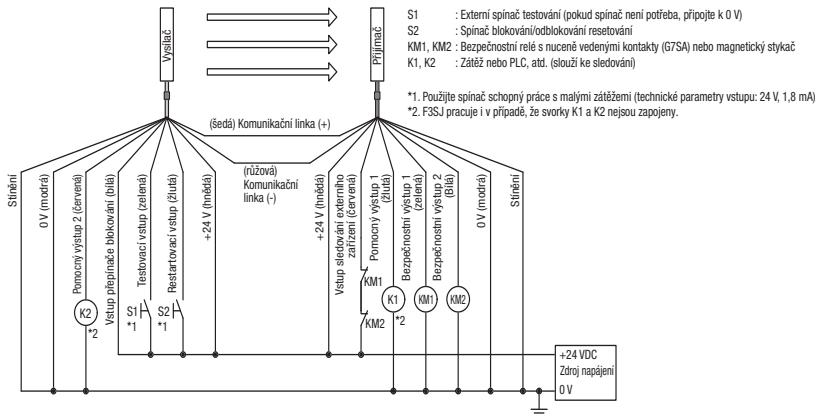 Vysílač
Přijímač
S1 : Externí spínač testování (pokud spínač není potřeba, připojte k 0 V)
S2 : Spínač blokování/odblokování resetování
KM1, KM2 : Bezpečnostní relé s nuceně vedenými kontakty (G7SA) nebo magnetický stykač
K1, K2 : Zátěž nebo PLC, atd. (slouží ke sledování)
*1. Použijte spínač schopný práce s malými zátěžemi (technické parametry vstupu: 24 V, 1,8 mA)
*2. F3SJ pracuje i v případě, že svorky K1 a K2 nejsou zapojeny.
(šedá) Komunikační linka (+)
(růžová)
Komunikační
linka (-)
Stínění
0 V (modrá)
Pomocný výstup 2 (červená)
Vstup přepínače blokování (bílá)
Testovací vstup (zelená)
Restartovací vstup (žlutá)
+24 V (hnědá)
+24 V (hnědá)
Vstup sledování externího
zařízení (červená)
Pomocný výstup 1
(žlutá)
Bezpečnostní výstup 1
(zelená)
Bezpečnostní výstup 2
(Bílá)
0 V (modrá)
Stínění
K2
*2
S1
*1
S2
*1
KM1
KM2
K1
*2
KM1
KM2
+24 VDC
Zdroj napájení
0 V